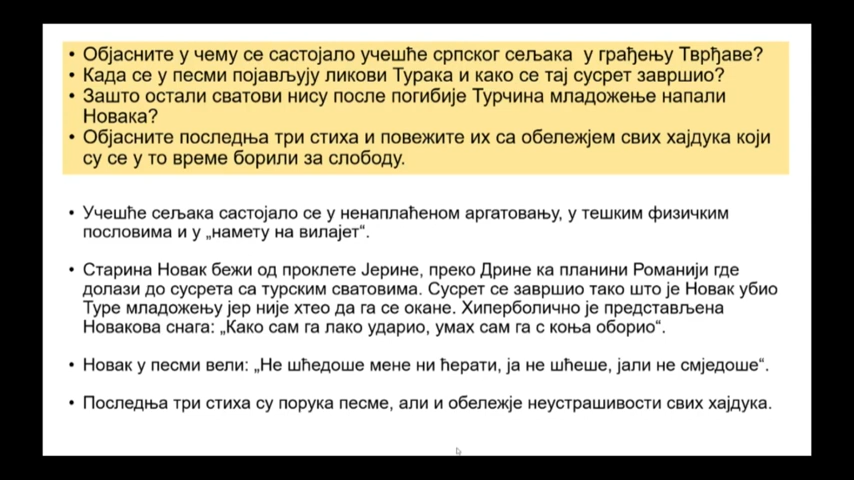 • Објасните у чему се састојало учешће српског сељака у грађењу Тврђаве?
• Када се у песми појављују ликови Турака и како се тај сусрет завршио?
• Зашто остали сватови нису после погибије Турчина младожење напали
Новака?
• Објасните последња три стиха и повежите их са обележјем свих хајдука који
су се у то време борили за слободу.
• Учешће сељака састојало се у ненаплаћеном аргатовању, у тешким физичким
пословима и у „намету на вилајет“.
• Старина Новак бежи од проклете Јерине, преко Дрине ка планини Романији где
долази до сусрета са турским сватовима. Сусрет се завршио тако што је Новак убио
Туре младожењу јер није хтео да га се окане. Хиперболично је представљена
Новакова снага: „Како сам га лако ударио, умах сам га с коња оборио“.
• Новак у песми вели: „Не шћедоше мене ни ћерати, ја не шћеше, јали не смједоше“.
• Последња три стиха су порука песме, али и обележје неустрашивости свих хајдука.